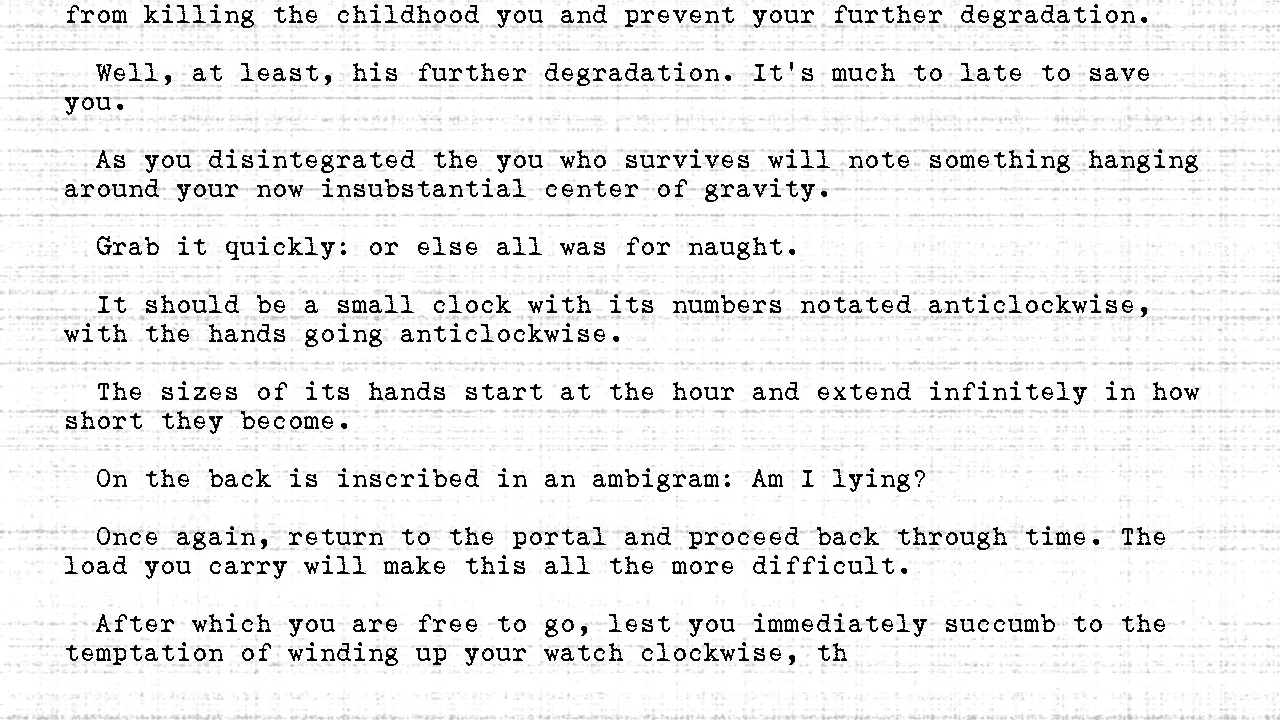 from killing the childhood you and prevent your further degradation.
Well, at least, his further degradation. It's much to late to save
you.
As you disintegrated the you who survives will note something hanging
around your now insubstantial center of gravity.
Grab it quickly: or else all was for naught.
It should be a small clock with its numbers notated anticlockwise,
with the hands going anticlockwise.
The sizes of its hands start at the hour and extend infinitely in how
short they become.
On the back is inscribed in an ambigram: Am I lying?
Once again, return to the portal and proceed back through time. The
load you carry will make this all the more difficult.
After which you are free to go, lest you immediately succumb to the
temptation of winding up your watch clockwise, th